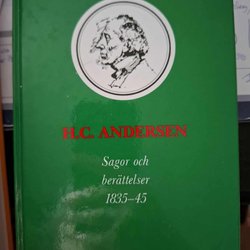 H.C. ANDERSEN
Sagor och
berättelser
1835–45